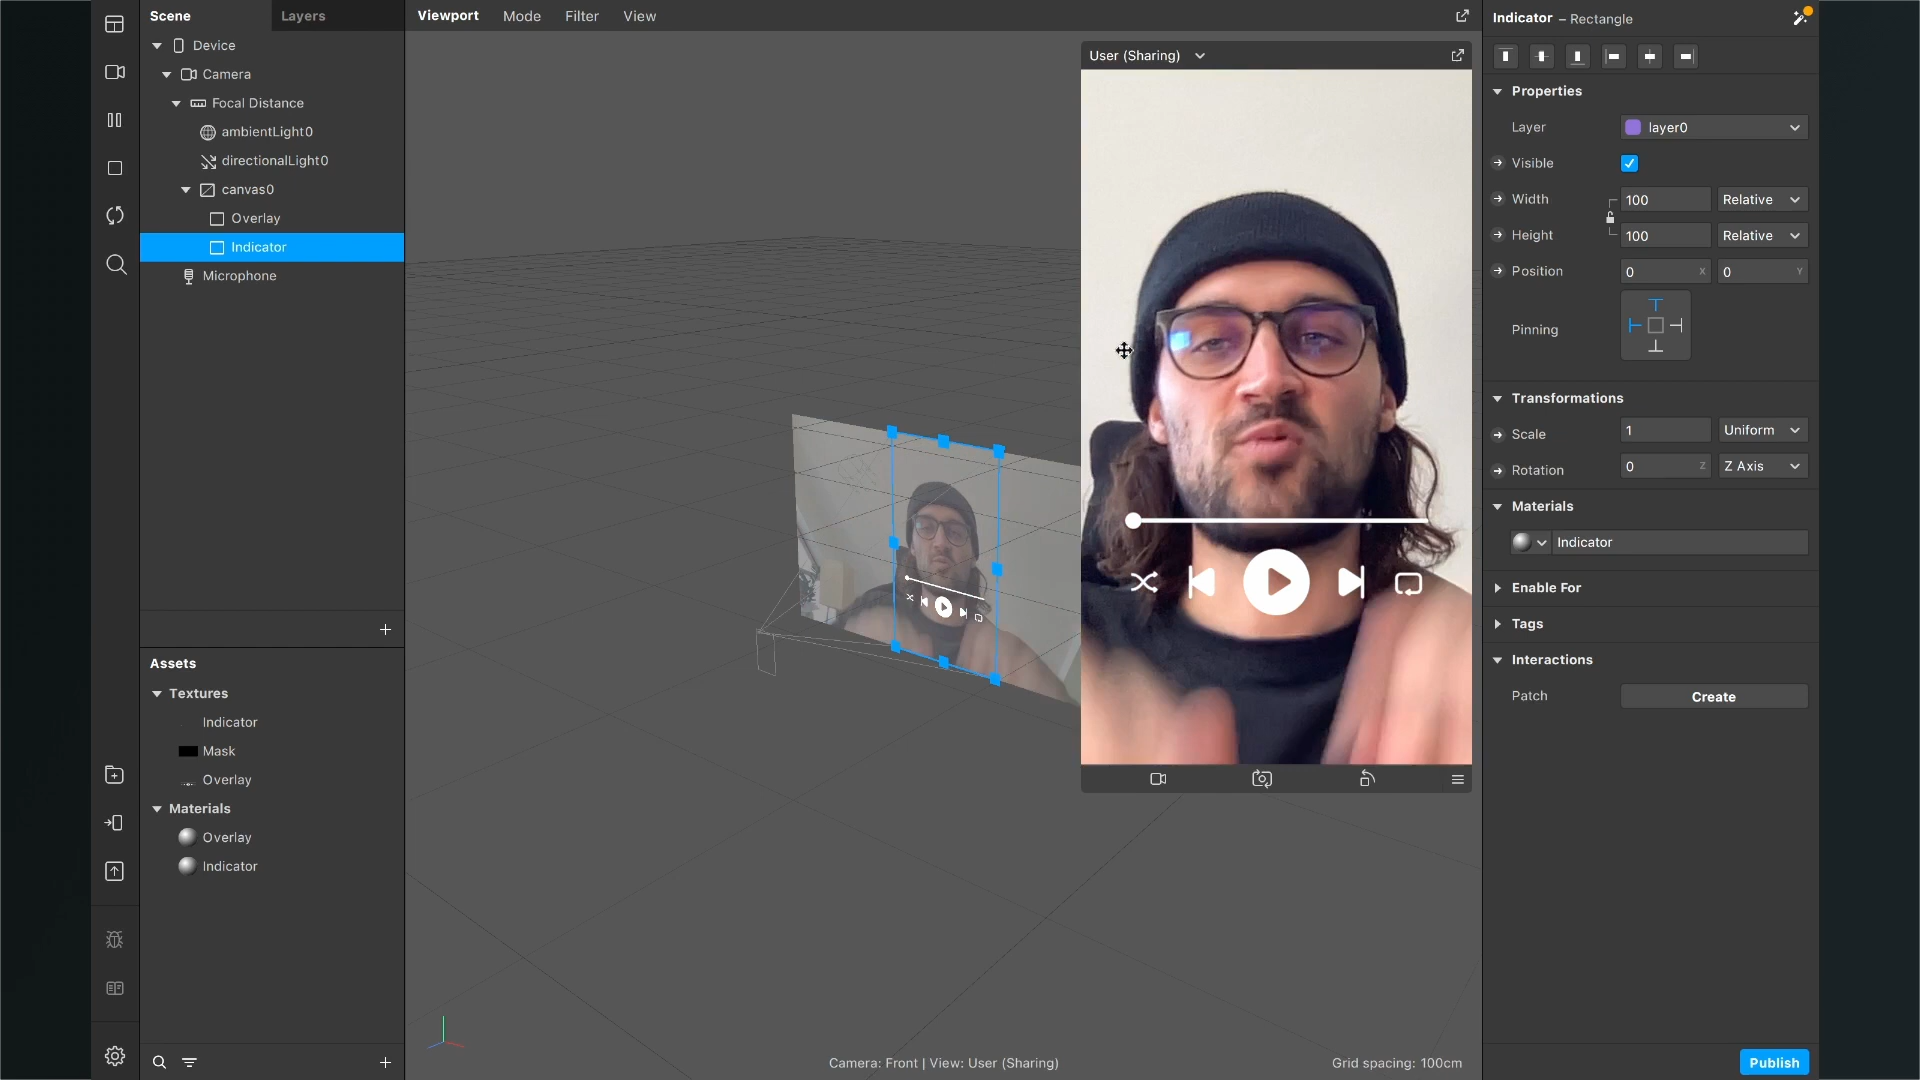 Scene
Layers
Device
Camera
Focal Distance
ambientLight0
directionalLight0
canvas0
Overlay
Indicator
Microphone
Assets
Textures
Indicator
Mask
Overlay
Materials
Overlay
Indicator
Viewport
Mode
Filter
View
User (Sharing)
Camera: Front | View: User (Sharing)
Grid spacing: 100cm
Indicator – Rectangle
Properties
Layer
layer0
Visible
Width
100
Relative
Height
100
Relative
Position
0 X
0 Y
Pinning
Transformations
Scale
1
Uniform
Rotation
0 Z
Z Axis
Materials
Indicator
Enable For
Tags
Interactions
Patch
Create
Publish